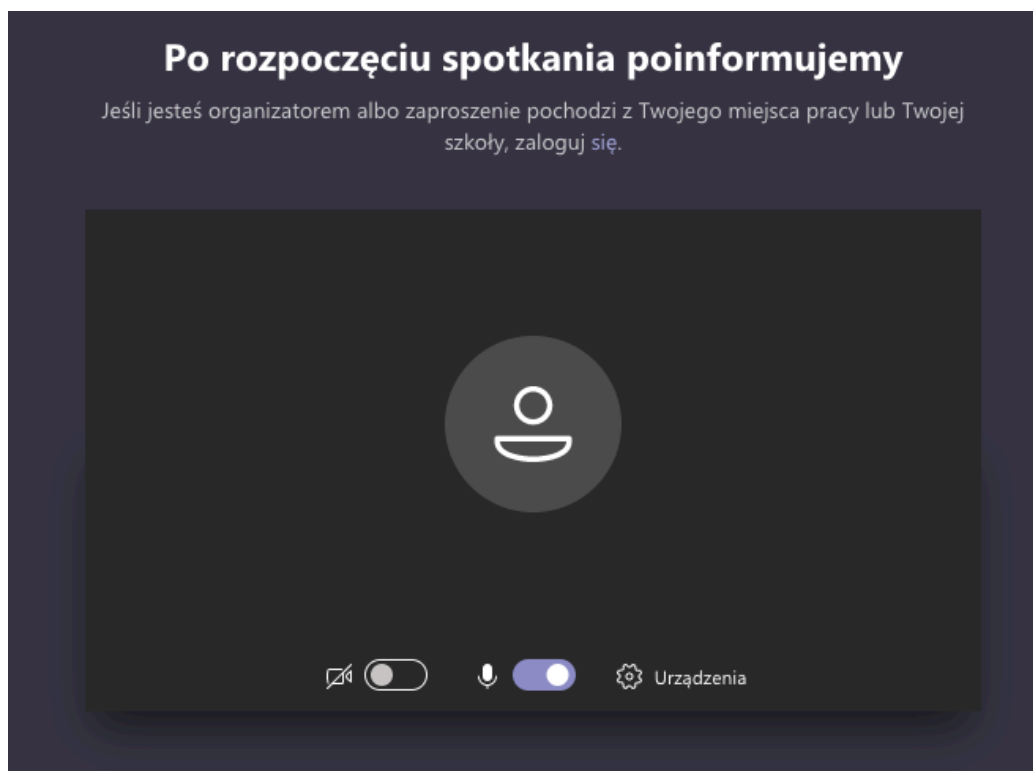 Po rozpoczęciu spotkania poinformujemy
Jeśli jesteś organizatorem albo zaproszenie pochodzi z Twojego miejsca pracy lub Twojej
szkoły, zaloguj się.
Urządzenia